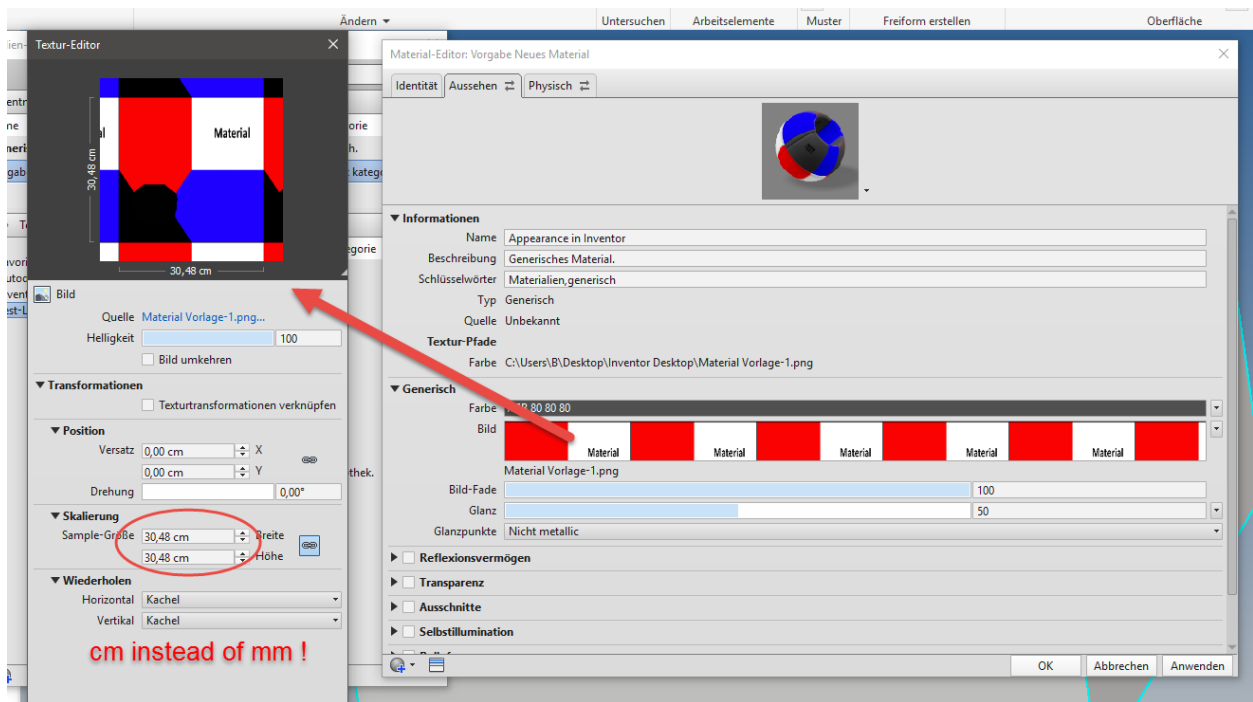 Ändern
Untersuchen
Arbeitselemente
Muster
Freiform erstellen
Oberfläche
Textur-Editor
Material
30,48 cm
30,48 cm
Bild
Quelle Material Vorlage-1.png...
Helligkeit 100
Bild umkehren
Transformationen
Texturtransformationen verknüpfen
Position
Versatz 0,00 cm X
0,00 cm Y
Drehung 0,00°
Skalierung
Sample-Größe 30,48 cm Breite
30,48 cm Höhe
Wiederholen
Horizontal Kachel
Vertikal Kachel
cm instead of mm !
Material-Editor: Vorgabe Neues Material
Identität Aussehen Physisch
Informationen
Name Appearance in Inventor
Beschreibung Generisches Material.
Schlüsselwörter Materialien,generisch
Typ Generisch
Quelle Unbekannt
Textur-Pfade
Farbe C:\Users\B\Desktop\Inventor Desktop\Material Vorlage-1.png
Generisch
Farbe 80 80 80
Bild
Material Material Material Material Material
Material Vorlage-1.png
Bild-Fade 100
Glanz 50
Glanzpunkte Nicht metallic
Reflexionsvermögen
Transparenz
Ausschnitte
Selbstillumination
OK Abbrechen Anwenden